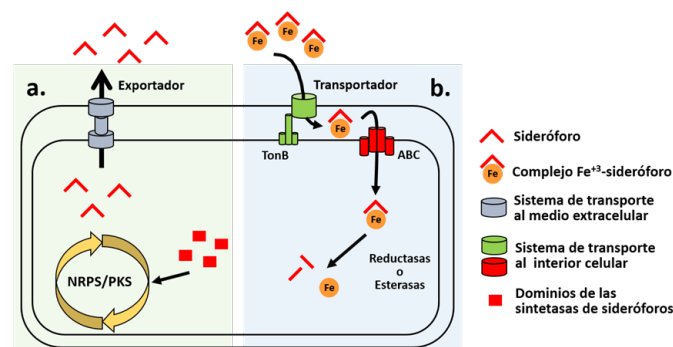 a.
Exportador
NRPS/PKS
Fe
Fe
Fe
Transportador
b.
Fe
TonB
ABC
Fe
Reductasas
o
Esterasas
Fe
Sideróforo
Fe
Complejo Fe+3-sideróforo
Sistema de transporte
al medio extracelular
Sistema de transporte
al interior celular
Dominios de las
sintetasas de sideróforos